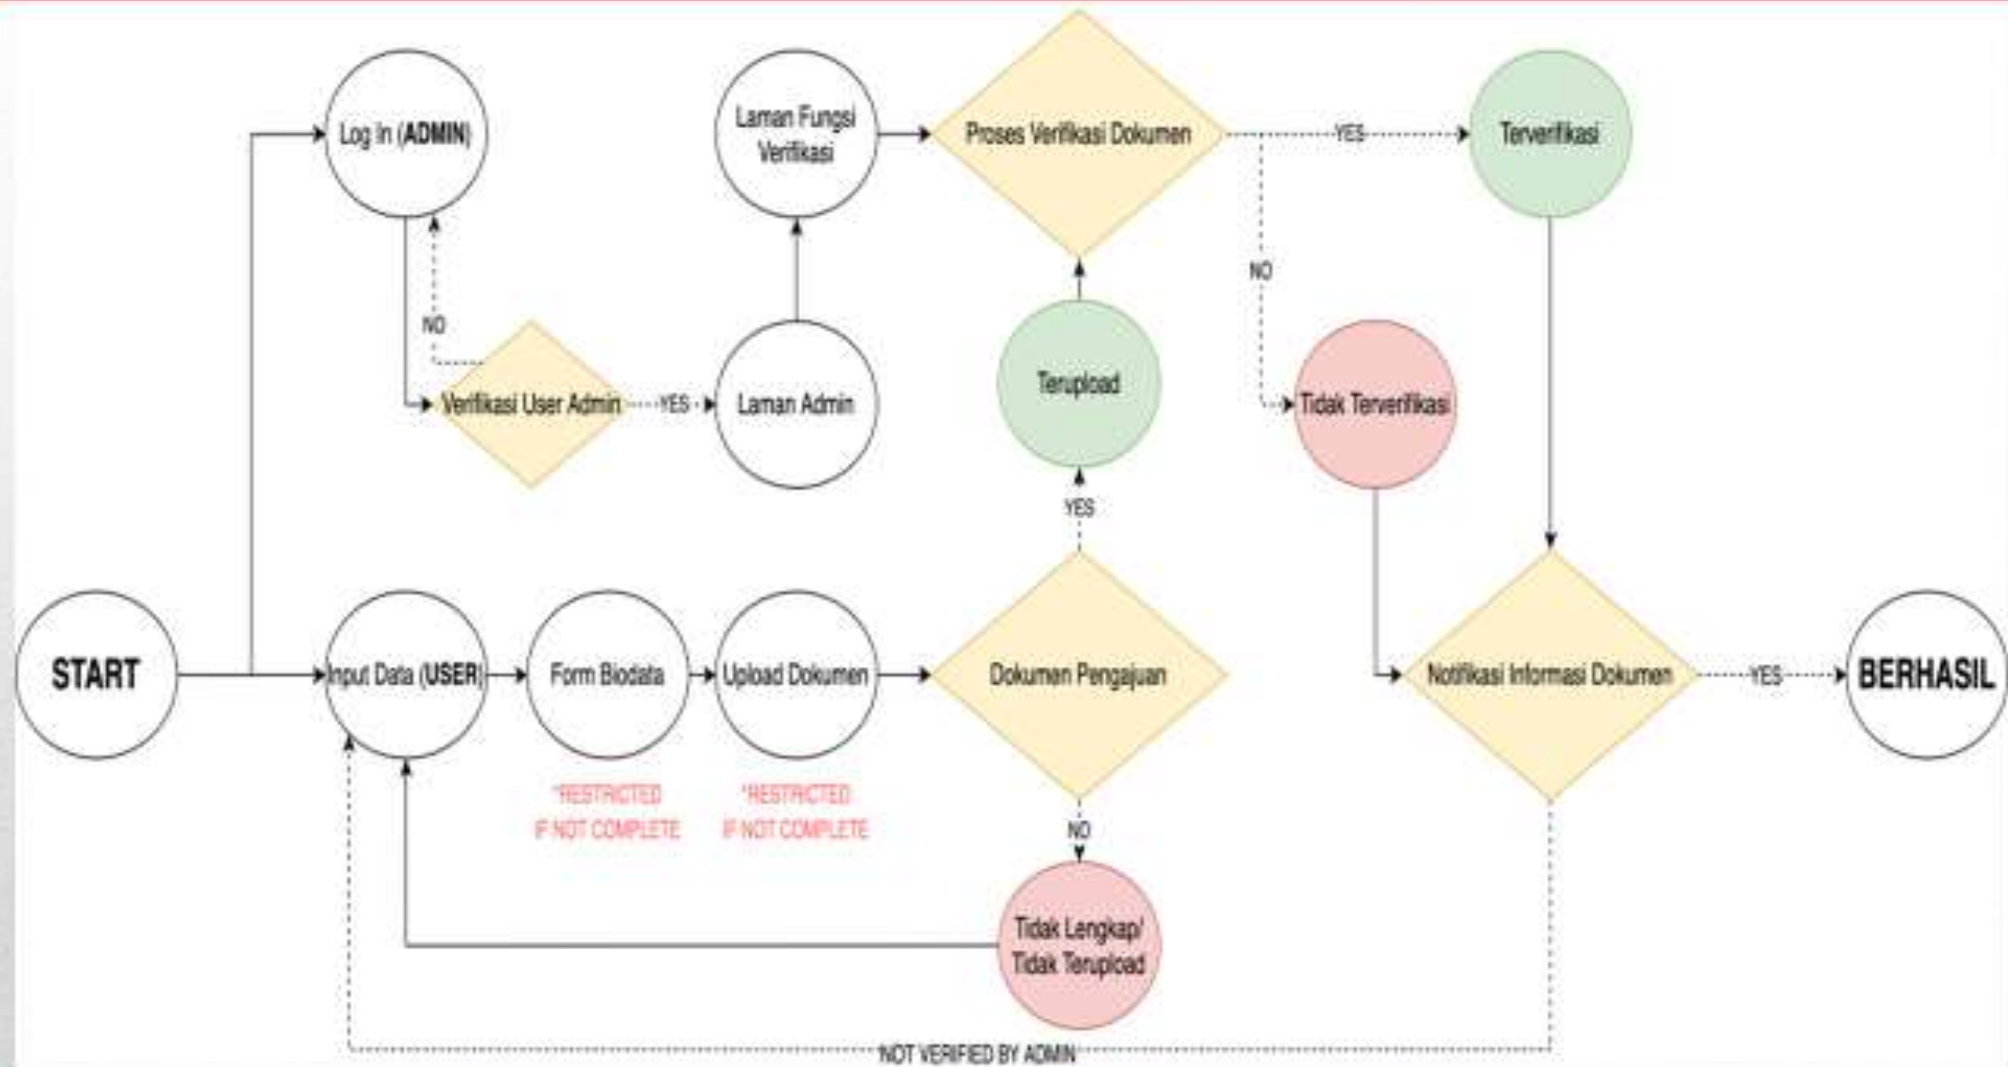 Log In (ADMIN)
Laman Fungsi
Verifikasi
Proses Verifikasi Dokumen
YES
Terverifikasi
NO
NO
Verifikasi User Admin
YES
Laman Admin
Terupload
Tidak Terverifikasi
YES
START
Input Data (USER)
Form Biodata
Upload Dokumen
Dokumen Pengajuan
Notifikasi Informasi Dokumen
YES
BERHASIL
*RESTRICTED
IF NOT COMPLETE
*RESTRICTED
IF NOT COMPLETE
NO
Tidak Lengkap/
Tidak Terupload
NOT VERIFIED BY ADMIN